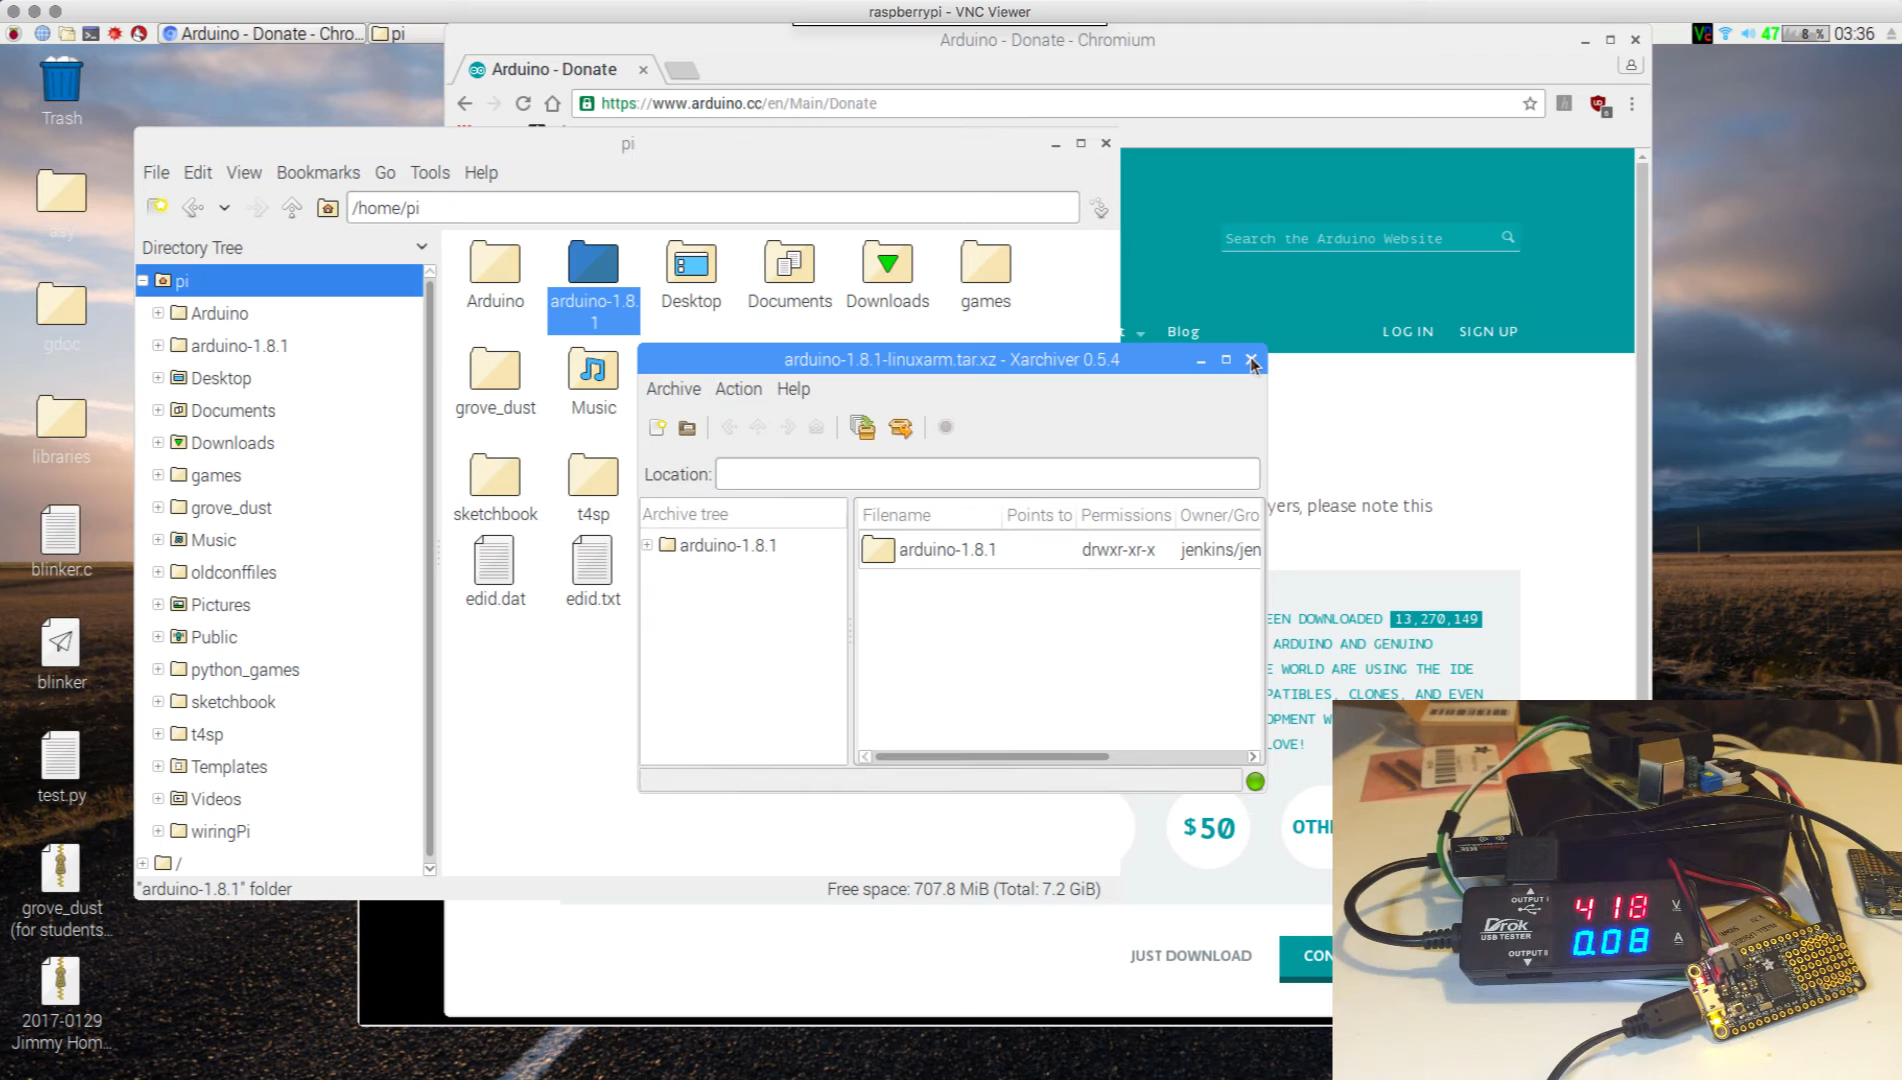 raspberrypi - VNC Viewer
Arduino - Donate - Chro...
pi
47
8 %
03:36
Arduino - Donate - Chromium
Arduino - Donate
https://www.arduino.cc/en/Main/Donate
Trash
gdoc
libraries
blinker.c
blinker
test.py
grove_dust
(for students...
2017-0129
Jimmy Hom...
pi
File Edit View Bookmarks Go Tools Help
/home/pi
Directory Tree
pi
Arduino
arduino-1.8.1
Desktop
Documents
Downloads
games
grove_dust
Music
oldconffiles
Pictures
Public
python_games
sketchbook
t4sp
Templates
Videos
wiringPi
/
Arduino
arduino-1.8.
1
Desktop
Documents
Downloads
games
grove_dust
Music
sketchbook
t4sp
edid.dat
edid.txt
"arduino-1.8.1" folder
Free space: 707.8 MiB (Total: 7.2 GiB)
arduino-1.8.1-linuxarm.tar.xz - Xarchiver 0.5.4
Archive Action Help
Location:
Archive tree
arduino-1.8.1
Filename Points to Permissions Owner/Gro
arduino-1.8.1 drwxr-xr-x jenkins/jen
Search the Arduino Website
t Blog LOG IN SIGN UP
yers, please note this
EEN DOWNLOADED 13,270,149
ARDUINO AND GENUINO
E WORLD ARE USING THE IDE
PATIBLES, CLONES, AND EVEN
OPMENT W
LOVE!
$50
OTH
JUST DOWNLOAD
CON
OUTPUT I
Drok
USB TESTER
OUTPUT II
4.18 V
0.08 A